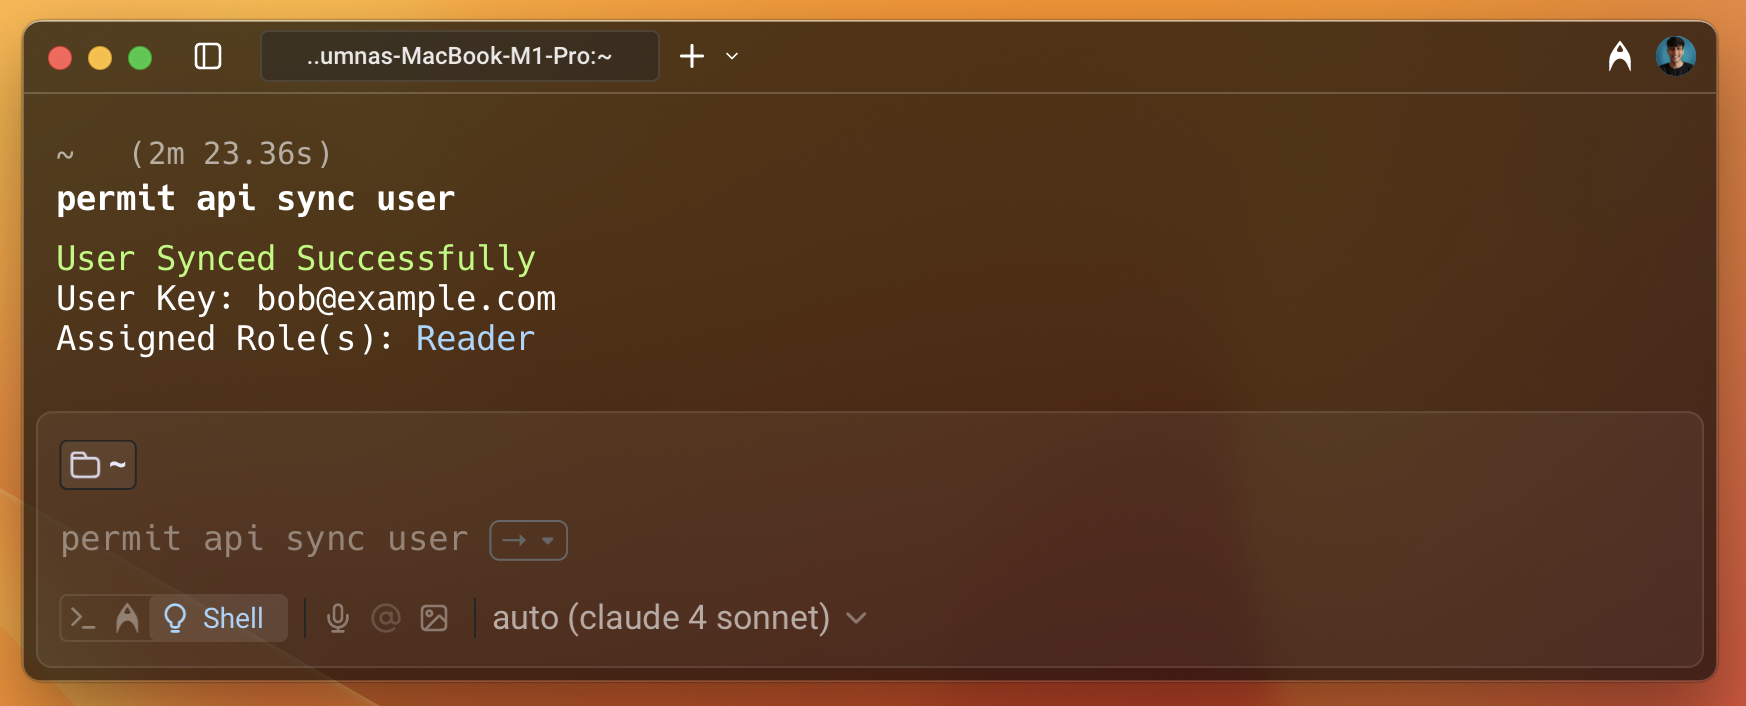 ..umnas-MacBook-M1-Pro:~
~ (2m 23.36s)
permit api sync user
User Synced Successfully
User Key: bob@example.com
Assigned Role(s): Reader
~
permit api sync user
Shell auto (claude 4 sonnet)